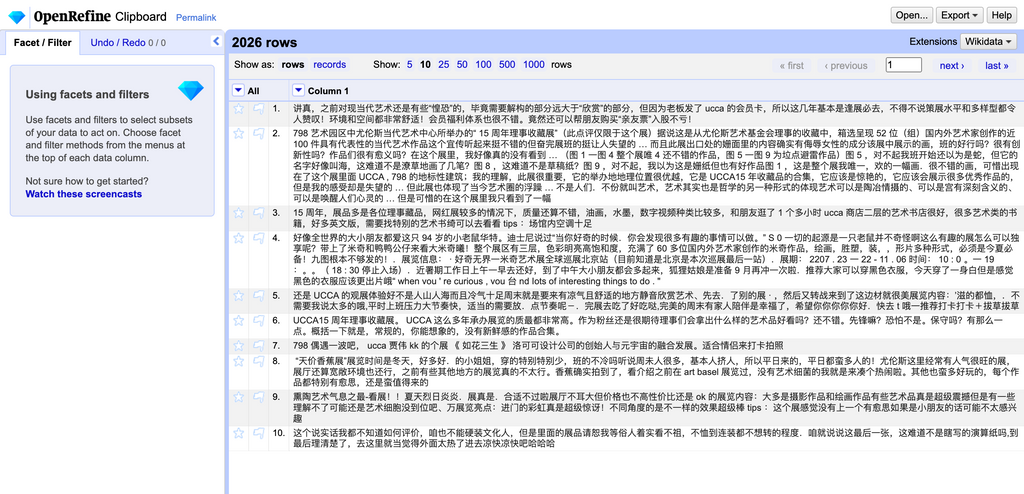 OpenRefine Clipboard Permalink Open... Export Help
Facet / Filter Undo / Redo 0 / 0
2026 rows Extensions Wikidata
Show as: rows records Show: 5 10 25 50 100 500 1000 rows « first ‹ previous 1 next › last »
Using facets and filters
Use facets and filters to select subsets
of your data to act on. Choose facet
and filter methods from the menus at
the top of each data column.
Not sure how to get started?
Watch these screencasts
All Column 1
1. 讲真，之前对现当代艺术还是有些“惶恐”的，毕竟需要解构的部分远大于“欣赏”的部分，但因为老板发了 ucca 的会员卡，所以这几年基本是逢展必去，不得不说策展水平和多样型都令
人赞叹！环境和空间都非常舒适！会员福利体系也很不错。竟然还可以帮朋友购买“亲友票”入股不亏！
2. 798 艺术园区中尤伦斯当代艺术中心所举办的“ 15 周年理事收藏展”（此点评仅限于这个展）据说这是从尤伦斯艺术基金会理事的收藏中，箱选呈现 52 位（组）国内外艺术家创作的近
100 件具有代表性的当代艺术作品这个宣传听起来挺不错的但奋完展班的挺让人失望的 ... 而且此展出口处的姗面里的内容确实有侮辱女性的成分该展中展示的画，班的好行吗？很有创
新性吗？作品们很有愈义吗？在这个展里，我好像真的没有看到 ... （图 1 一图 4 整个展唯 4 还不错的作品，图 5 一图 9 为垃点避雷作品）图 5 ，对不起我班开始还以为是蛇，但它的
名字好像叫海，这难道不是潦草地画了几笔？图 8 ，这难道不是草稿纸？图 9 ，对不起，我以为这是姗纸但也有好作品图 1 ，这是整个展我唯一，欢的一幅画．很不错的画，可惜出现
在了这个展里面 UCCA , 798 的地标性建筑；我的理解，此展很重要，它的举办地地理位置很优越，它是 UCCA15 年收藏品的合集，它应该是惊艳的，它应该会展示很多优秀作品的，
但是我的感受却是失望的 ... 但此展也体现了当今艺术圈的浮躁 ... 不是人们．不份就叫艺术，艺术其实也是哲学的另一种形式的体现艺术可以是陶冶情摄的、可以是宫有深刻含义的、可
以是唤醒人们心灵的 ... 但是可惜的在这个展里我只看到了一幅
3. 15 周年，展品多是各位理事藏品，网红展较多的情况下，质量还算不错，油画，水墨，数字视频种类比较多，和朋友逛了 1 个多小时 ucca 商店二层的艺术书店很好，很多艺术类的书
籍，好多英文版，需要找特别的艺术书绮可以去看看 tips ：场馆内空调十足
4. 好像全世界的大小朋友都爱这只 94 岁的小老鼠华特。迪士尼说过“当你好奇的时候．你会发现很多有趣的事情可以做。” S 0 一切的起源是一只老鼠并不奇怪啊这么有趣的展怎么可以独
享呢？带上了米奇和鸭鸭公仔来看大米奇曦！整个展区有三层，色彩明亮高饱和度，充满了 60 多位国内外艺术家创作的米奇作品，绘画，胜塑，装，，形片多种形式，必须是今夏必
备！九图根本不够发的！．展览信息：· 好奇无界一米奇艺术展全球巡展北京站（目前知道是北京是本次巡展最后一站）．展期： 2207 . 23 一 22 - 11 . 06 时间： 10 : 0 。一 19
： 。。（ 18 : 30 停止入场）．近署期工作日上午一早去还好，到了中午大小朋友都会多起来，狐狸姑娘是准备 9 月再冲一次啦．推荐大家可以穿黑色衣服，今天穿了一身白但是感觉
黑色的衣服应该更出片哦“ when vou ' re curious , vou 台 nd lots of interesting things to do . "
5. 还是 UCCA 的观展体验好不是人山人海而且冷气十足周末就是要来有凉气且舒适的地方静音欣赏艺术、先去．了别的展·，然后又转战来到了这边材就很美展览内容：'滋的都恤，．不
需要我说太多的哦,平时上班压力大节奏快，适当的需要放．点节奏呢－．完展去吃了好吃哒,完美的周末有家人陪伴是幸福了，希望你你你你你好．快去 t 哦一推荐打卡打卡+拔草拔草
6. UCCA15 周年理事收藏展。 UCCA 这么多年承办展览的质最都非常高。作为粉丝还是很期待理事们会拿出什么样的艺术品好看吗？还不错。先锋嘛？恐怕不是。保守吗？有那么一
点。概括一下就是，常规的，你能想象的，没有新鲜感的作品合集。
7. 798 偶遇一波吧， ucca 贾伟 kk 的个展 《 如花三生 》 洛可可设计公司的创始人与元宇宙的融合发展。适合情侣来打卡拍照
8. “天价香蕉展”展览时间是冬天，好多好．的小姐姐，穿的特别特别少，班的不冷吗听说周末人很多，基本人挤人，所以平日来的，平日都蛮多人的！尤伦斯这里经常有人气很旺的展，
展厅还算宽敞环境也还行，之前有些其他地方的展览真的不太行。香蕉确实拍到了，看介绍之前在 art basel 展览过，没有艺术细菌的我就是来凑个热闹啦。其他也蛮多好玩的，每个作
品都特别有愈思，还是蛮值得来的
9. 熏陶艺术气息之最-看展！！夏天烈日炎炎．展真是．合适不过啦展厅不耳大但价格也不高性价比还是 ok 的展览内容：大多是摄影作品和绘画作品有些艺术品真是超级震撼但是有一些
理解不了可能还是艺术细胞没到位吧、万展览亮点：进门的彩虹真是超级惊讶！不同角度的是不一样的效果超级棒 tips ：这个展感觉没有上一个有愈思如果是小朋友的话可能不太感兴
趣
10. 这个说实话我都不知道如何评价，咱也不能硬装文化人，但是里面的展品请恕我等俗人着实看不祖，不恤到连装都不想转的程度．咱就说说这最后一张，这难道不是瞎写的演算纸吗,到
最后理清楚了，去这里就当觉得外面太热了进去凉快凉快吧哈哈哈